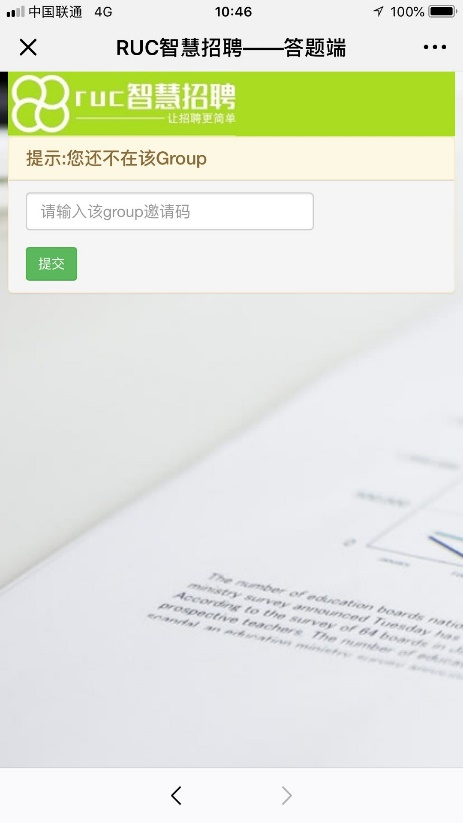 中国联通 4G 10:46 100%
RUC智慧招聘——答题端
ruc智慧招聘
让招聘更简单
提示:您还不在该Group
请输入该group邀请码
提交
0
The number of education boards natio
ministry survey announced Tuesday has
According to the survey of 64 boards in J
prospective teachers. The number of educa
scandal, an education ministry survey announ